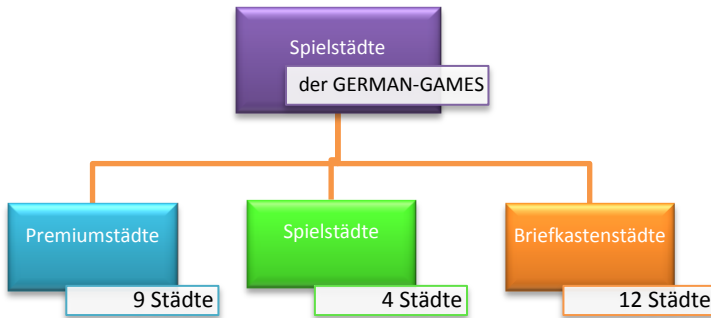 Spielstädte
der GERMAN-GAMES
Premiumstädte
9 Städte
Spielstädte
4 Städte
Briefkastenstädte
12 Städte